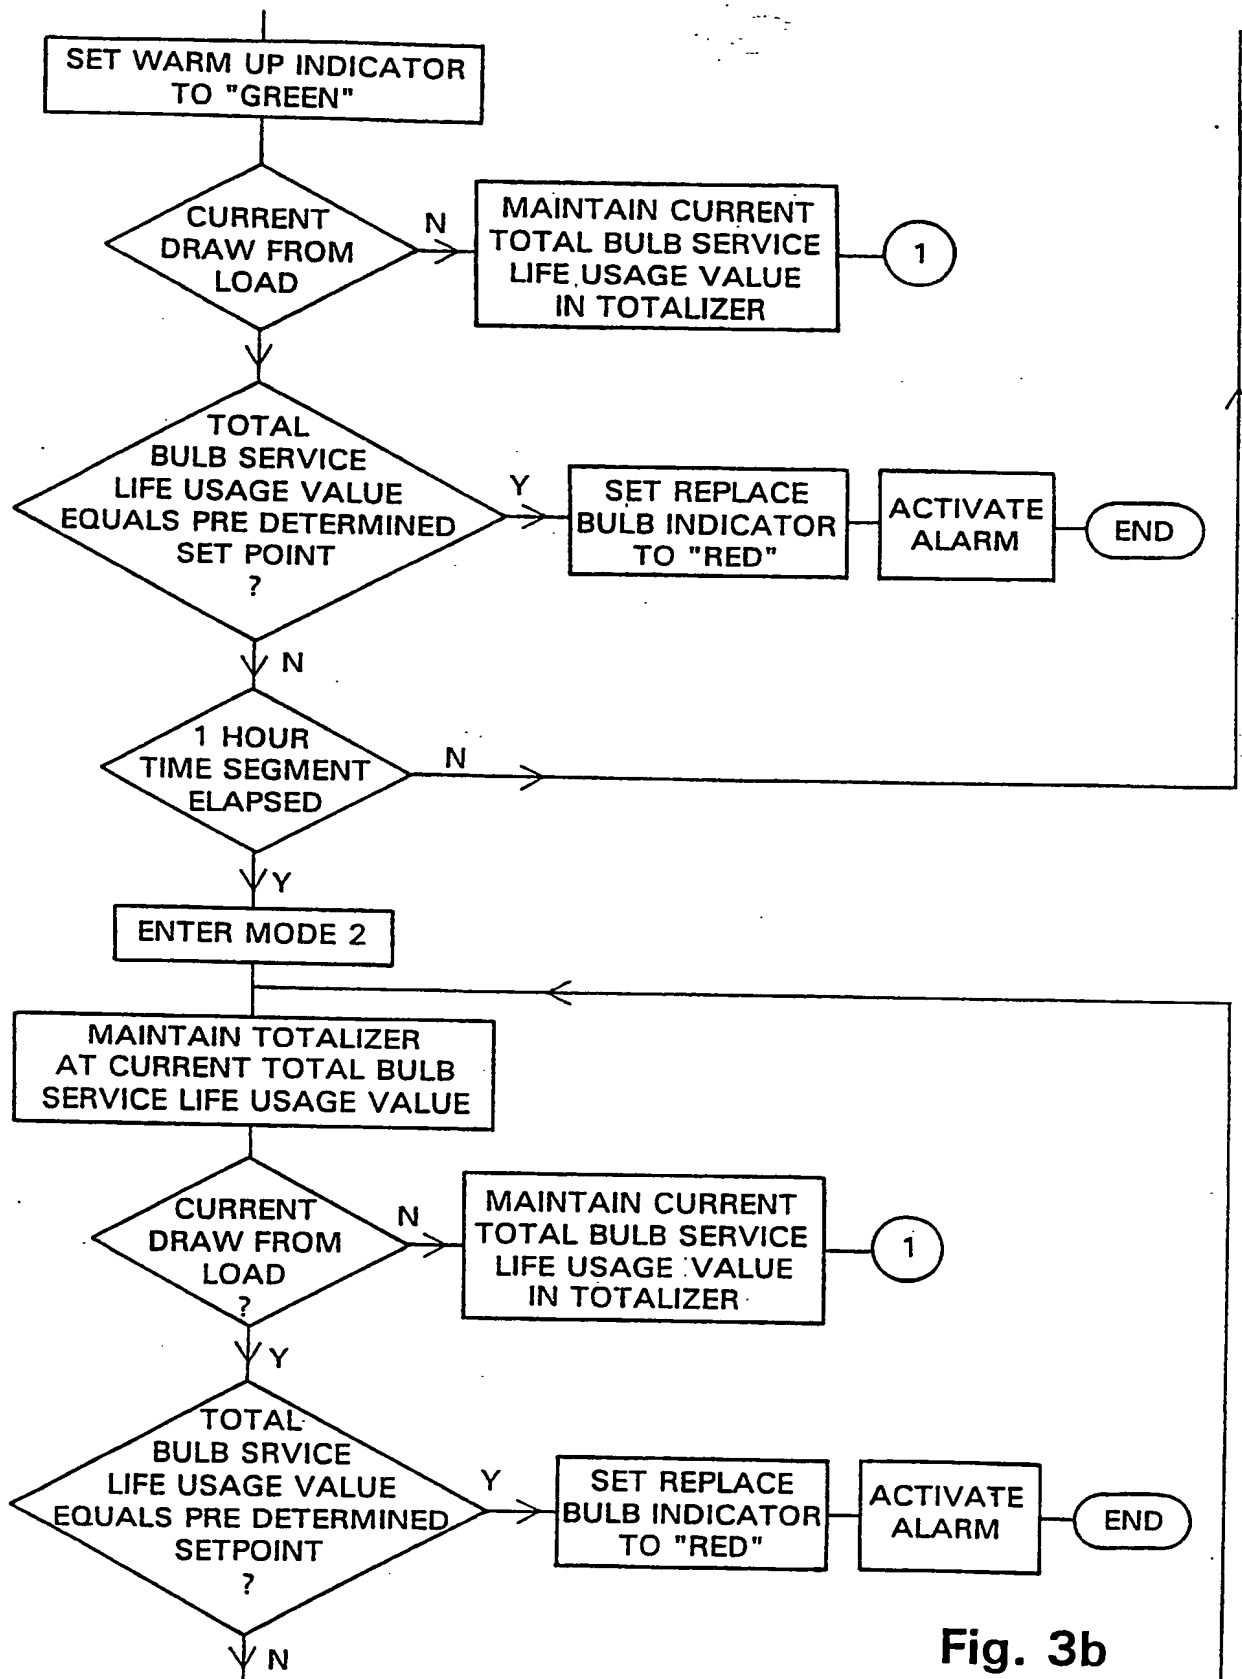 SET WARM UP INDICATOR
TO "GREEN"
CURRENT
DRAW FROM
LOAD
N
MAINTAIN CURRENT
TOTAL BULB SERVICE
LIFE USAGE VALUE
IN TOTALIZER
1
TOTAL
BULB SERVICE
LIFE USAGE VALUE
EQUALS PRE DETERMINED
SET POINT
?
Y
SET REPLACE
BULB INDICATOR
TO "RED"
ACTIVATE
ALARM
END
N
1 HOUR
TIME SEGMENT
ELAPSED
N
Y
ENTER MODE 2
MAINTAIN TOTALIZER
AT CURRENT TOTAL BULB
SERVICE LIFE USAGE VALUE
CURRENT
DRAW FROM
LOAD
?
N
MAINTAIN CURRENT
TOTAL BULB SERVICE
LIFE USAGE VALUE
IN TOTALIZER
1
Y
TOTAL
BULB SRVICE
LIFE USAGE VALUE
EQUALS PRE DETERMINED
SETPOINT
?
Y
SET REPLACE
BULB INDICATOR
TO "RED"
ACTIVATE
ALARM
END
N
Fig. 3b